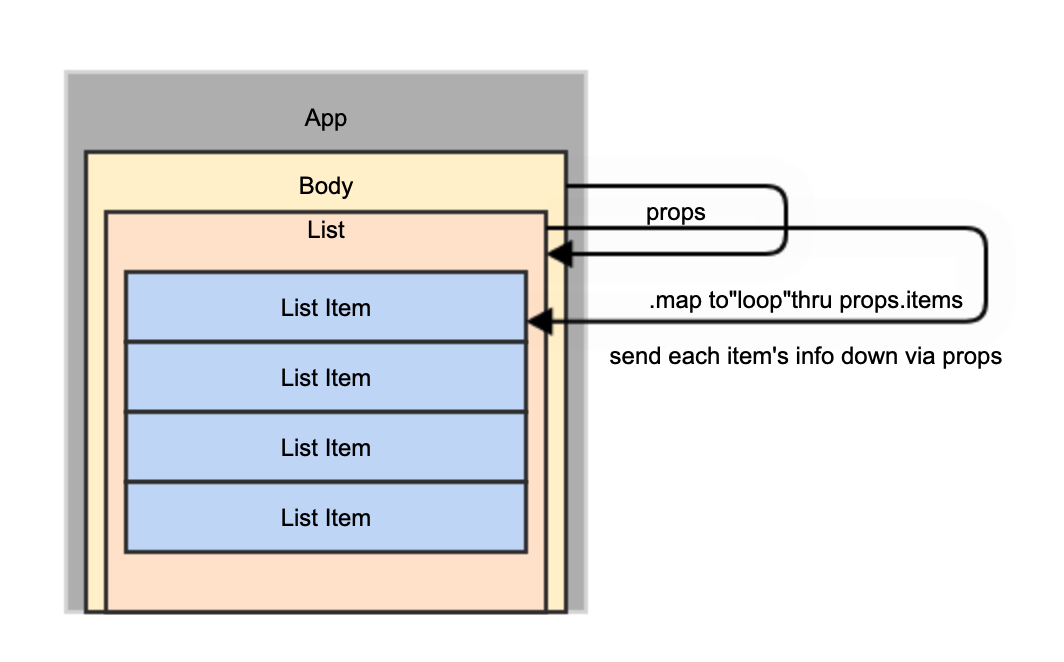 App
Body
props
List
.map to"loop"thru props.items
List Item
send each item's info down via props
List Item
List Item
List Item